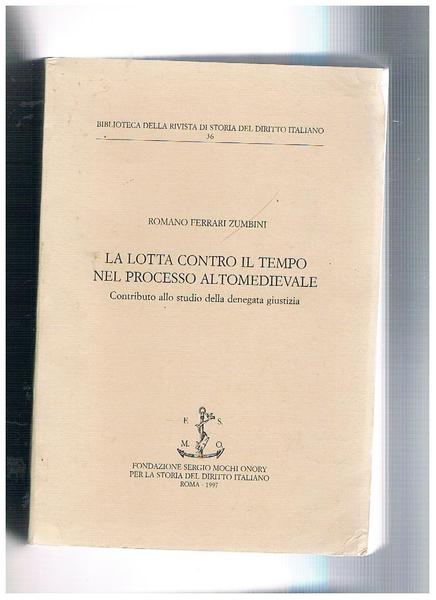 BIBLIOTECA DELLA RIVISTA DI STORIA DEL DIRITTO ITALIANO
36
ROMANO FERRARI ZUMBINI
LA LOTTA CONTRO IL TEMPO
NEL PROCESSO ALTOMEDIEVALE
Contributo allo studio della denegata giustizia
F. S.
M. O.
FONDAZIONE SERGIO MOCHI ONORY
PER LA STORIA DEL DIRITTO ITALIANO
ROMA - 1997